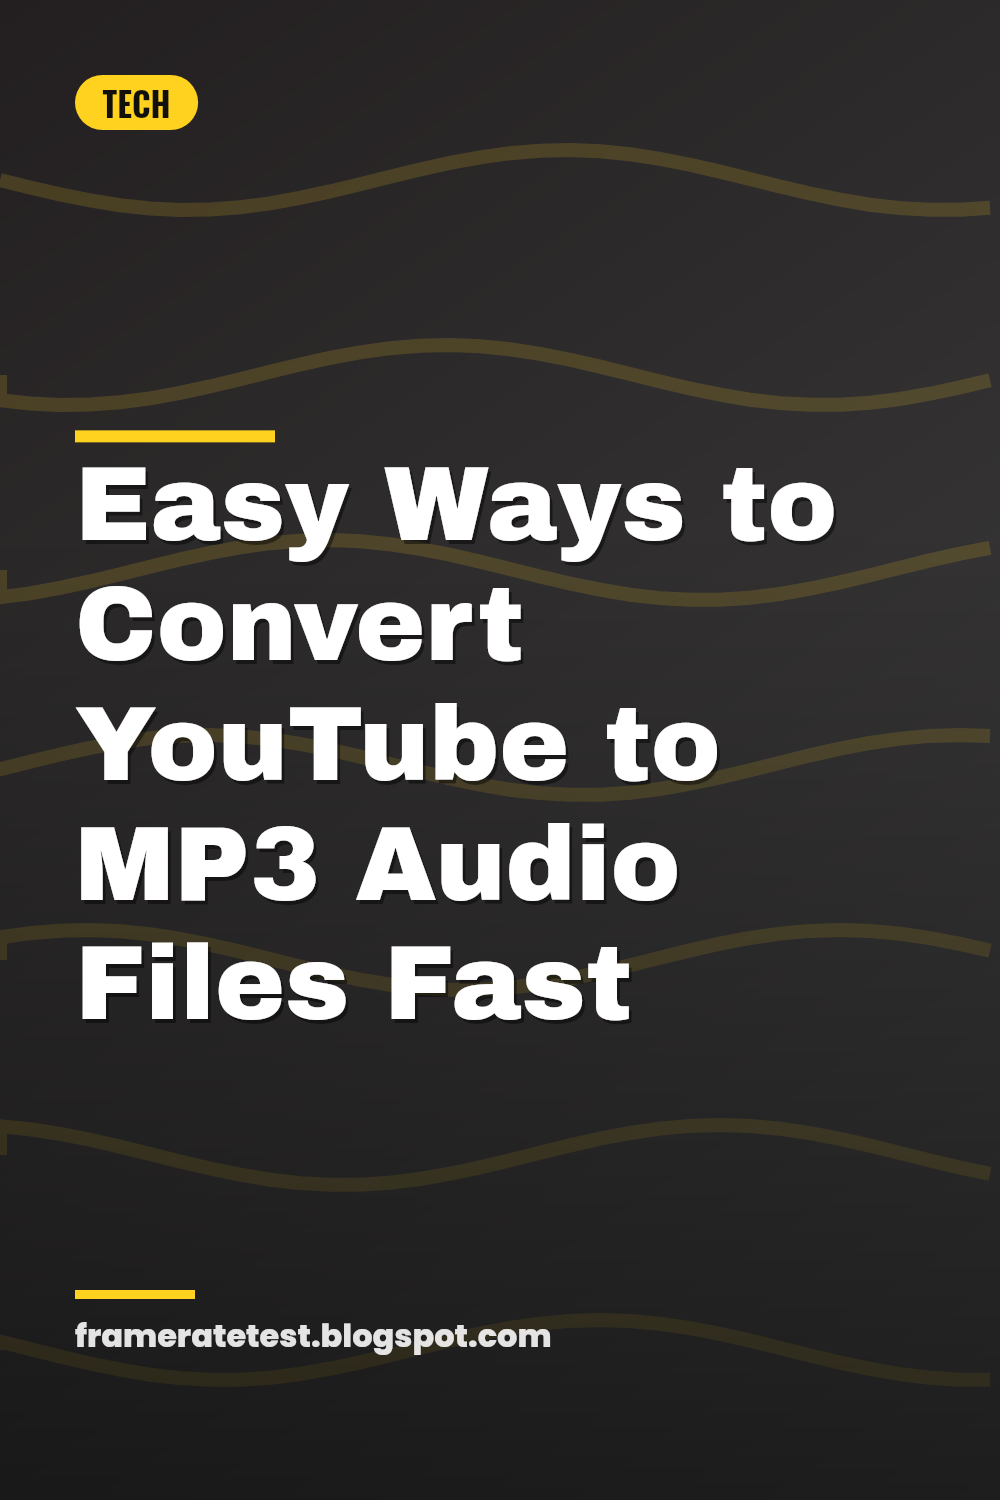 TECH
Easy Ways to
Convert
YouTube to
MP3 Audio
Files Fast
frameratetest.blogspot.com